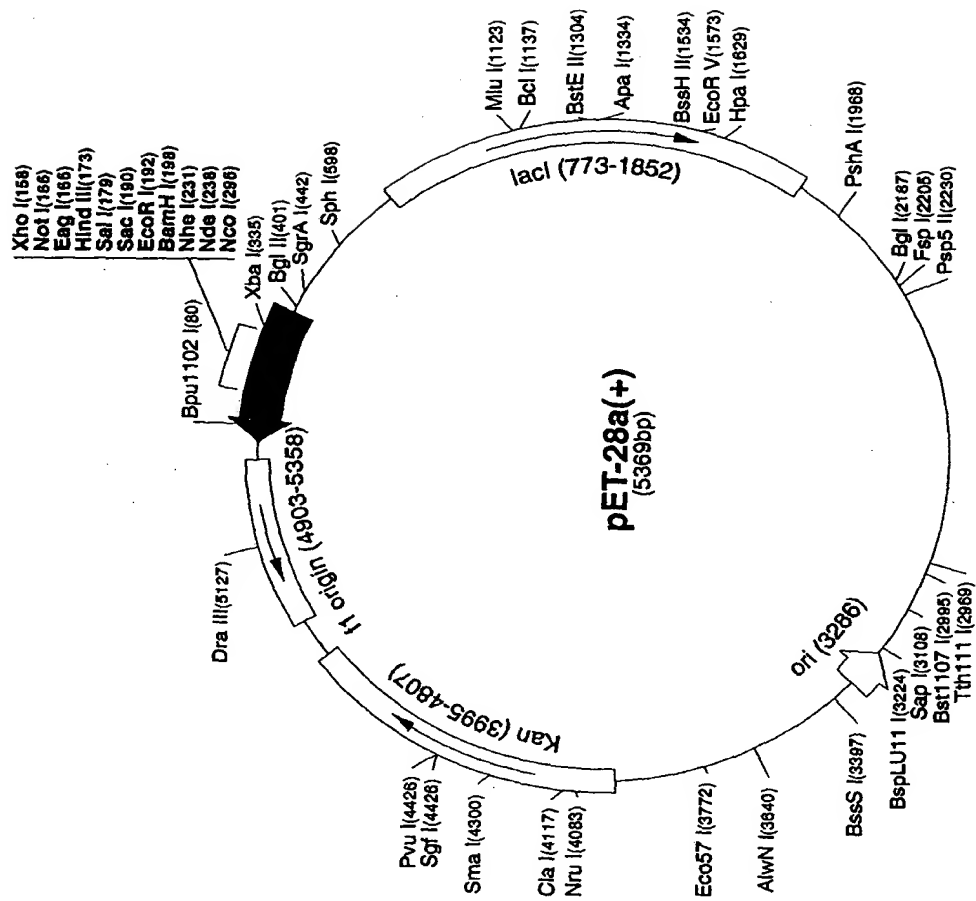 Xho I(158)
Not I(166)
Eag I(166)
Hind III(173)
Sal I(179)
Sac I(190)
EcoR I(192)
BamH I(198)
Nhe I(231)
Nde I(238)
Nco I(296)
Xba I(335)
Bgl II(401)
SgrA I(442)
Sph I(598)
Mlu I(1123)
Bcl I(1137)
BstE II(1304)
Apa I(1334)
BssH II(1534)
EcoR V(1573)
Hpa I(1629)
lacI (773-1852)
PshA I(1968)
Bgl I(2187)
Fsp I(2205)
Psp5 II(2230)
pET-28a(+)
(5369bp)
Tth111 I(2969)
Bst1107 I(2995)
Sap I(3108)
BspLU11 I(3224)
ori (3286)
BssS I(3397)
AlwN I(3640)
Eco57 I(3772)
Kan (3995-4807)
Nru I(4083)
Cla I(4117)
Sma I(4300)
Sgf I(4426)
Pvu I(4426)
f1 origin (4903-5358)
Dra III(5127)
Bpu1102 I(80)